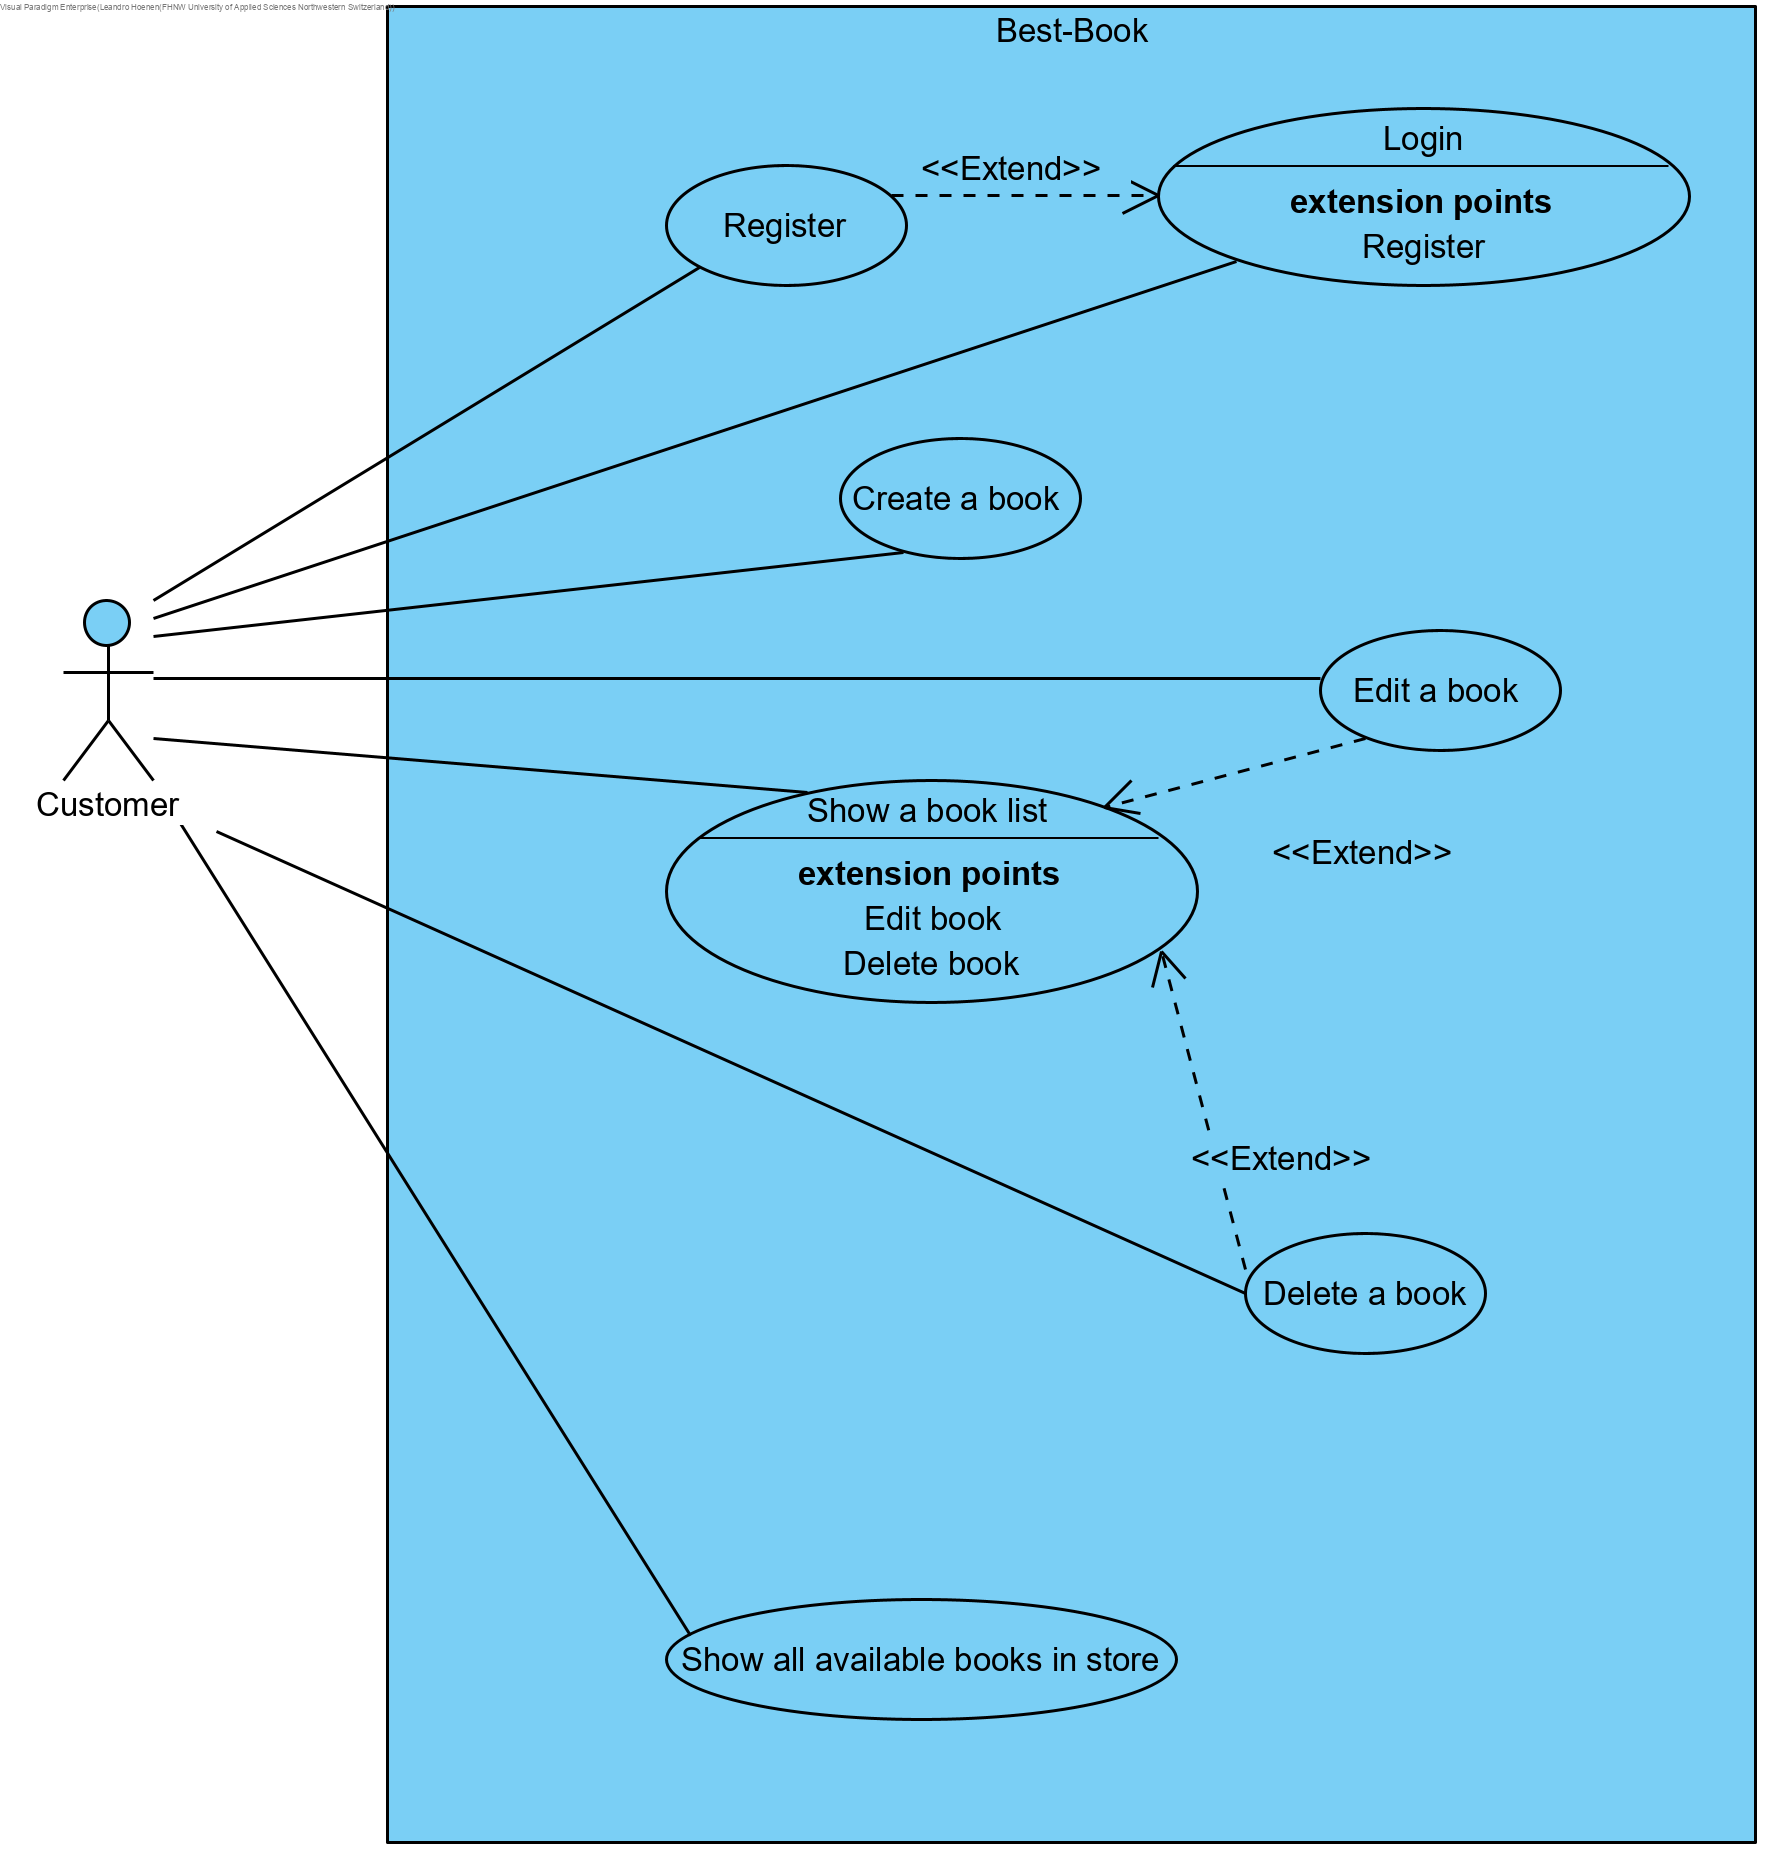 Visual Paradigm Enterprise(Leandro Hoenen(FHNW University of Applied Sciences Northwestern Switzerland))
Best-Book
Login
<<Extend>>
extension points
Register
Register
Create a book
Edit a book
Customer
Show a book list
<<Extend>>
extension points
Edit book
Delete book
<<Extend>>
Delete a book
Show all available books in store